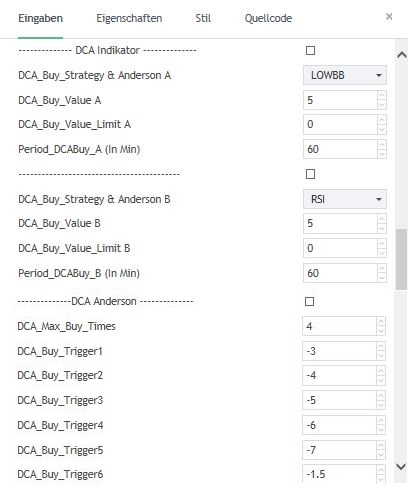 Eingaben Eigenschaften Stil Quellcode ×
-------------- DCA Indikator --------------
DCA_Buy_Strategy & Anderson A LOWBB
DCA_Buy_Value A 5
DCA_Buy_Value_Limit A 0
Period_DCABuy_A (In Min) 60
------------------------------------------
DCA_Buy_Strategy & Anderson B RSI
DCA_Buy_Value B 5
DCA_Buy_Value_Limit B 0
Period_DCABuy_B (In Min) 60
--------------DCA Anderson --------------
DCA_Max_Buy_Times 4
DCA_Buy_Trigger1 -3
DCA_Buy_Trigger2 -4
DCA_Buy_Trigger3 -5
DCA_Buy_Trigger4 -6
DCA_Buy_Trigger5 -7
DCA_Buy_Trigger6 -1.5